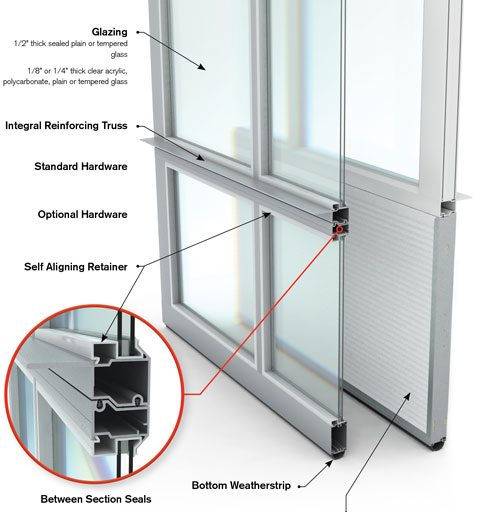 Glazing
1/2" thick sealed plain or tempered
glass
1/8" or 1/4" thick clear acrylic,
polycarbonate, plain or tempered glass
Integral Reinforcing Truss
Standard Hardware
Optional Hardware
Self Aligning Retainer
Between Section Seals
Bottom Weatherstrip